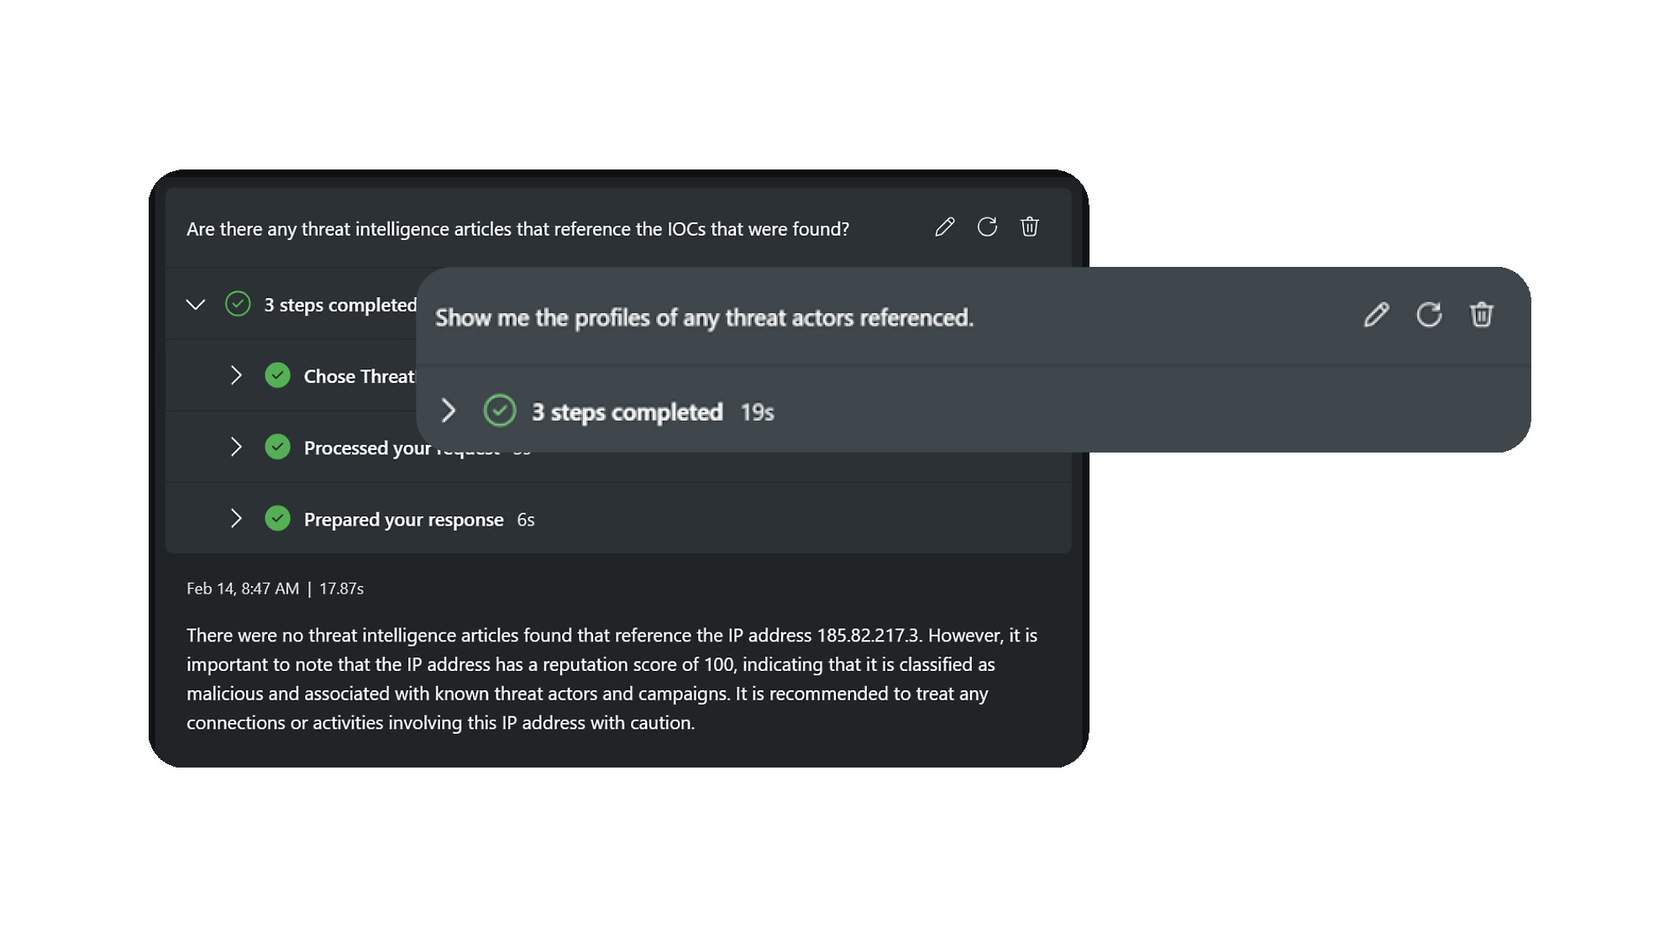 Are there any threat intelligence articles that reference the IOCs that were found?
3 steps completed
Show me the profiles of any threat actors referenced.
3 steps completed 19s
Chose Threat
Processed your
Prepared your response 6s
Feb 14, 8:47 AM | 17.87s
There were no threat intelligence articles found that reference the IP address 185.82.217.3. However, it is
important to note that the IP address has a reputation score of 100, indicating that it is classified as
malicious and associated with known threat actors and campaigns. It is recommended to treat any
connections or activities involving this IP address with caution.